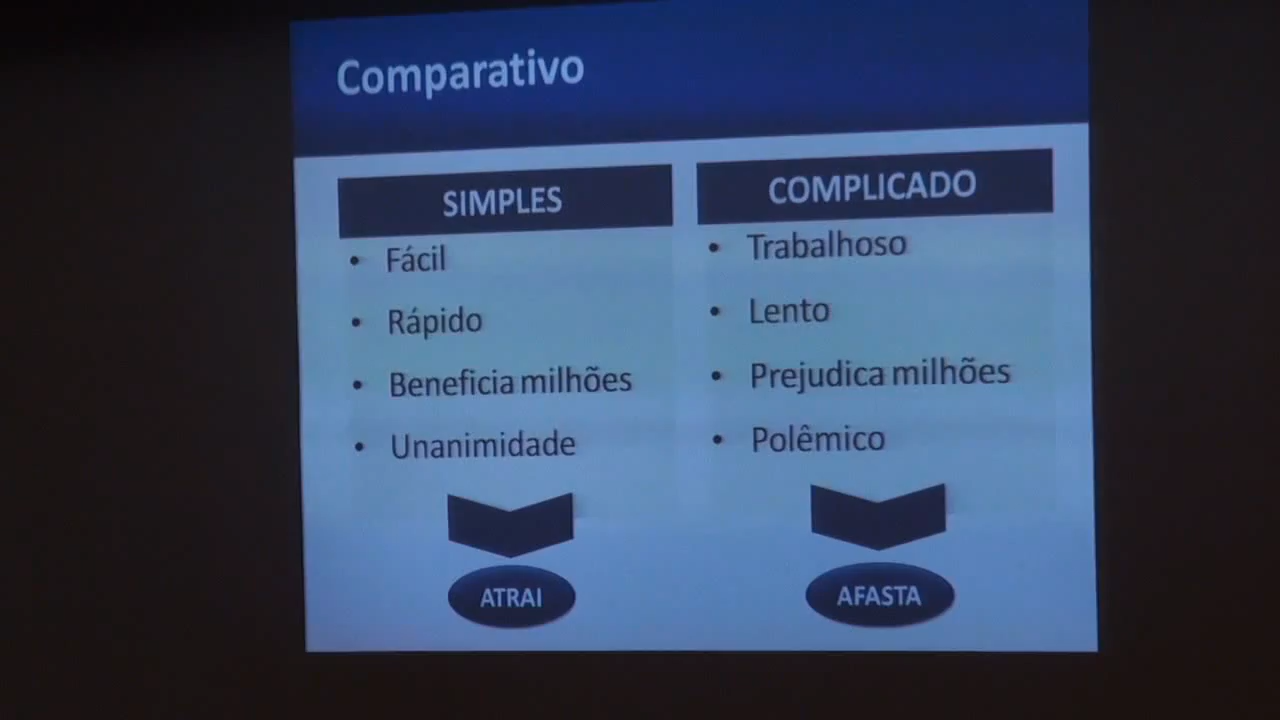 Comparativo
SIMPLES
• Fácil
• Rápido
• Beneficia milhões
• Unanimidade
ATRAI
COMPLICADO
• Trabalhoso
• Lento
• Prejudica milhões
• Polêmico
AFASTA